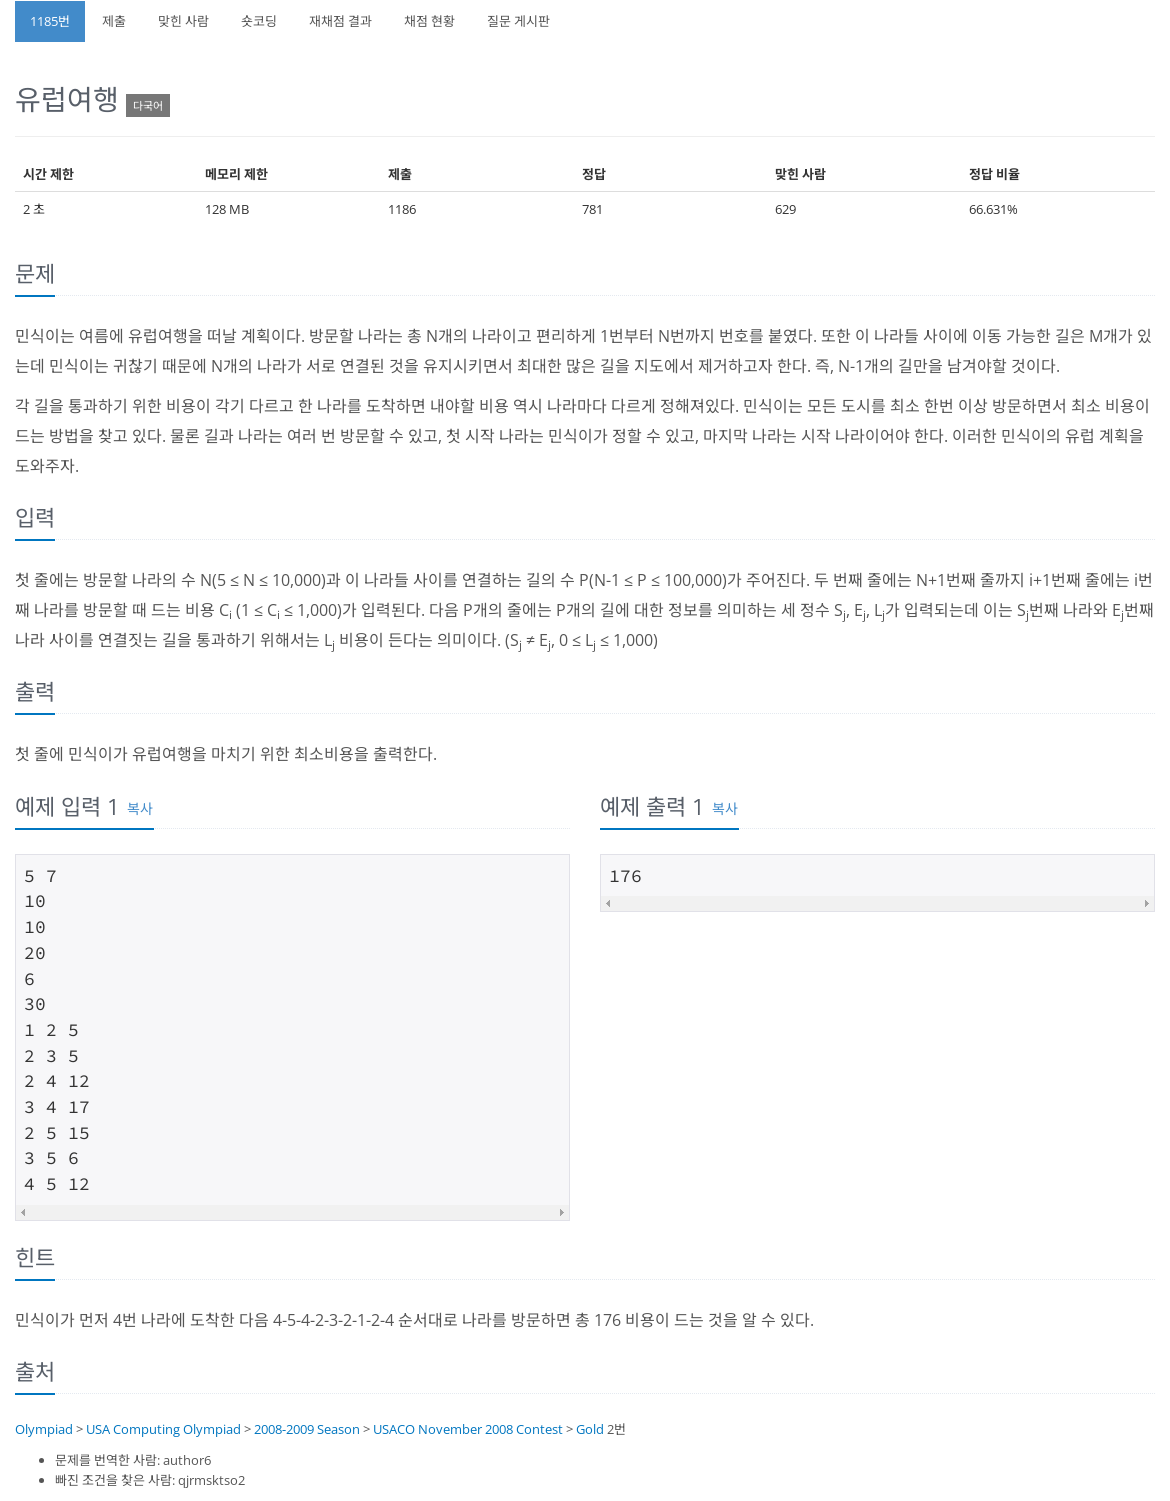 1185번 제출 맞힌 사람 숏코딩 재채점 결과 채점 현황 질문 게시판
유럽여행 다국어
시간 제한 메모리 제한 제출 정답 맞힌 사람 정답 비율
2 초 128 MB 1186 781 629 66.631%
문제
민식이는 여름에 유럽여행을 떠날 계획이다. 방문할 나라는 총 N개의 나라이고 편리하게 1번부터 N번까지 번호를 붙였다. 또한 이 나라들 사이에 이동 가능한 길은 M개가 있
는데 민식이는 귀찮기 때문에 N개의 나라가 서로 연결된 것을 유지시키면서 최대한 많은 길을 지도에서 제거하고자 한다. 즉, N-1개의 길만을 남겨야할 것이다.
각 길을 통과하기 위한 비용이 각기 다르고 한 나라를 도착하면 내야할 비용 역시 나라마다 다르게 정해져있다. 민식이는 모든 도시를 최소 한번 이상 방문하면서 최소 비용이
드는 방법을 찾고 있다. 물론 길과 나라는 여러 번 방문할 수 있고, 첫 시작 나라는 민식이가 정할 수 있고, 마지막 나라는 시작 나라이어야 한다. 이러한 민식이의 유럽 계획을
도와주자.
입력
첫 줄에는 방문할 나라의 수 N(5 ≤ N ≤ 10,000)과 이 나라들 사이를 연결하는 길의 수 P(N-1 ≤ P ≤ 100,000)가 주어진다. 두 번째 줄에는 N+1번째 줄까지 i+1번째 줄에는 i번
째 나라를 방문할 때 드는 비용 Ci (1 ≤ Ci ≤ 1,000)가 입력된다. 다음 P개의 줄에는 P개의 길에 대한 정보를 의미하는 세 정수 Sj, Ej, Lj가 입력되는데 이는 Sj번째 나라와 Ej번째
나라 사이를 연결짓는 길을 통과하기 위해서는 Lj 비용이 든다는 의미이다. (Sj ≠ Ej, 0 ≤ Lj ≤ 1,000)
출력
첫 줄에 민식이가 유럽여행을 마치기 위한 최소비용을 출력한다.
예제 입력 1 복사
5 7
10
10
20
6
30
1 2 5
2 3 5
2 4 12
3 4 17
2 5 15
3 5 6
4 5 12
예제 출력 1 복사
176
힌트
민식이가 먼저 4번 나라에 도착한 다음 4-5-4-2-3-2-1-2-4 순서대로 나라를 방문하면 총 176 비용이 드는 것을 알 수 있다.
출처
Olympiad > USA Computing Olympiad > 2008-2009 Season > USACO November 2008 Contest > Gold 2번
문제를 번역한 사람: author6
빠진 조건을 찾은 사람: qjrmsktso2